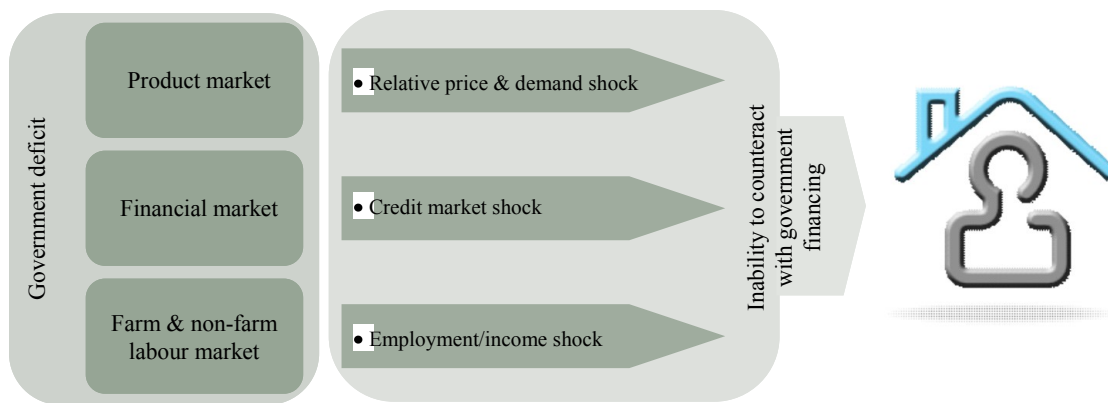 Government deficit
Product market
Financial market
Farm & non-farm
labour market
• Relative price & demand shock
• Credit market shock
• Employment/income shock
Inability to counteract
with government
financing